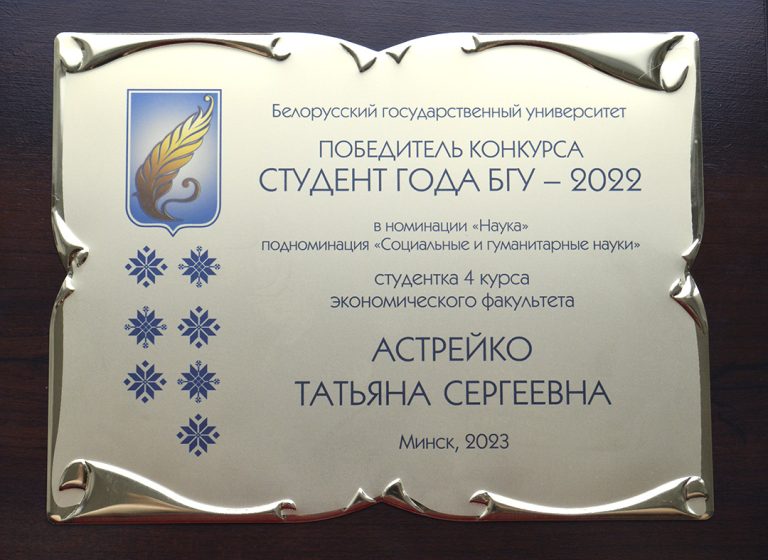 Белорусский государственный университет
ПОБЕДИТЕЛЬ КОНКУРСА
СТУДЕНТ ГОДА БГУ – 2022
в номинации «Наука»
подноминация «Социальные и гуманитарные науки»
студентка 4 курса
экономического факультета
АСТРЕЙКО
ТАТЬЯНА СЕРГЕЕВНА
Минск, 2023